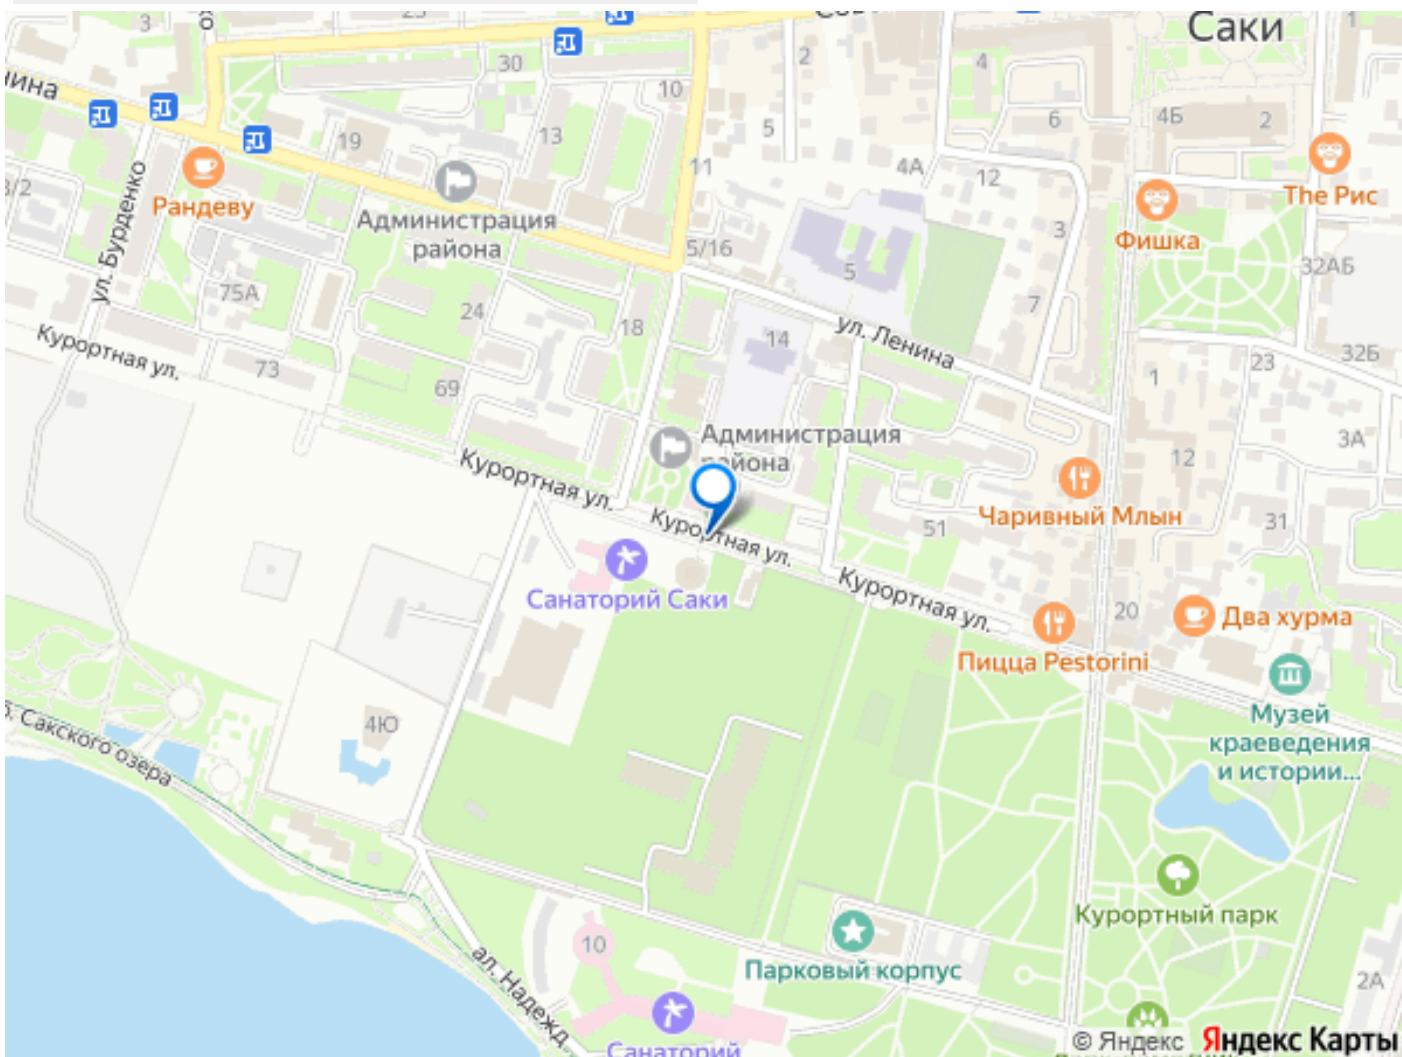 Саки
3
30
2
4
1
нина
10
6
4Б
2
19
13
5
11
4А
12
3/2
The Рис
Рандеву
Администрация
района
ул. Бурденко
5/16
3
Фишка
5
32АБ
75А
24
18
14
7
ул. Ленина
Курортная ул.
73
69
23
32Б
1
Администрация
района
3А
12
Курортная ул.
Чаривный Млын
Курортная ул.
51
31
Санаторий Саки
Курортная ул.
20
Два хурма
Пицца Pestorini
Музей
краеведения
и истории...
4Ю
Сакского озера
Курортный парк
10
Парковый корпус
ал. Надежд
2А
Санаторий
© Яндекс Яндекс Карты